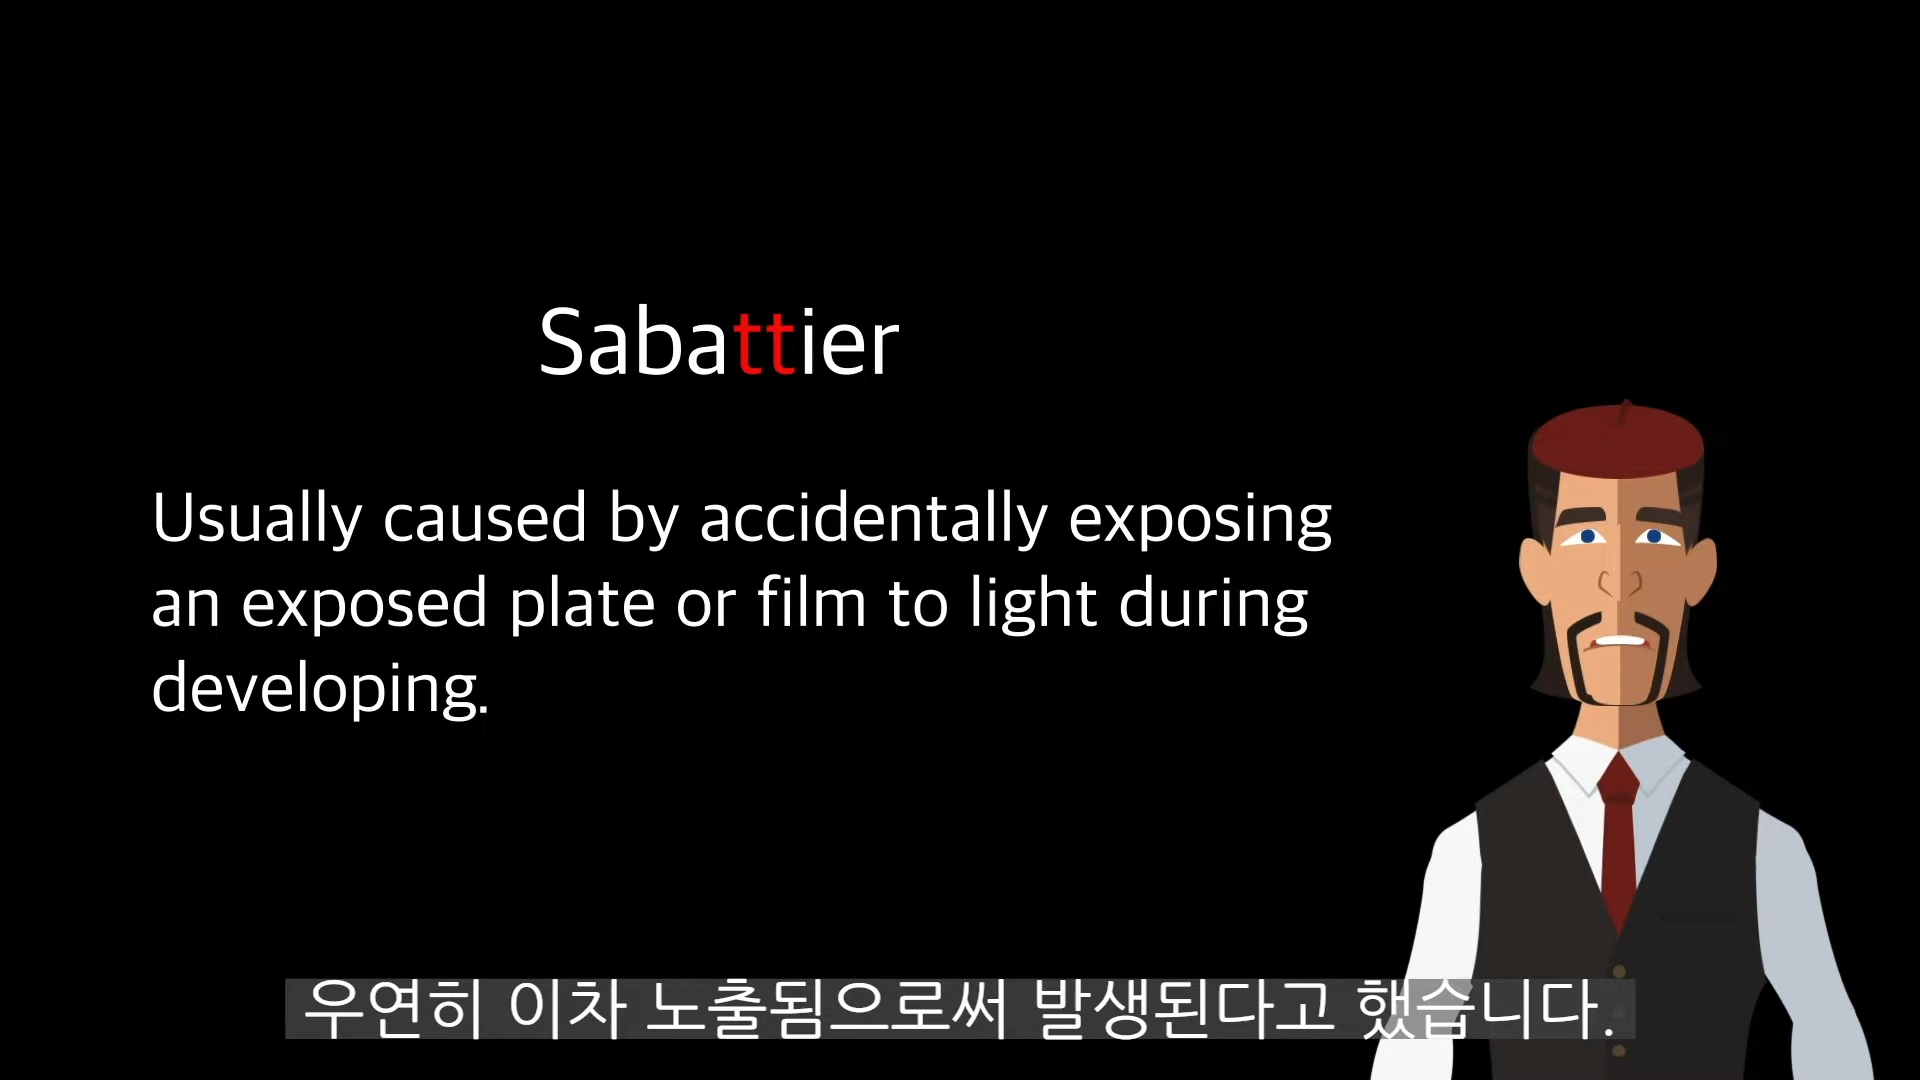 Sabattier
Usually caused by accidentally exposing
an exposed plate or film to light during
developing.
우연히 이차 노출됨으로써 발생된다고 했습니다.